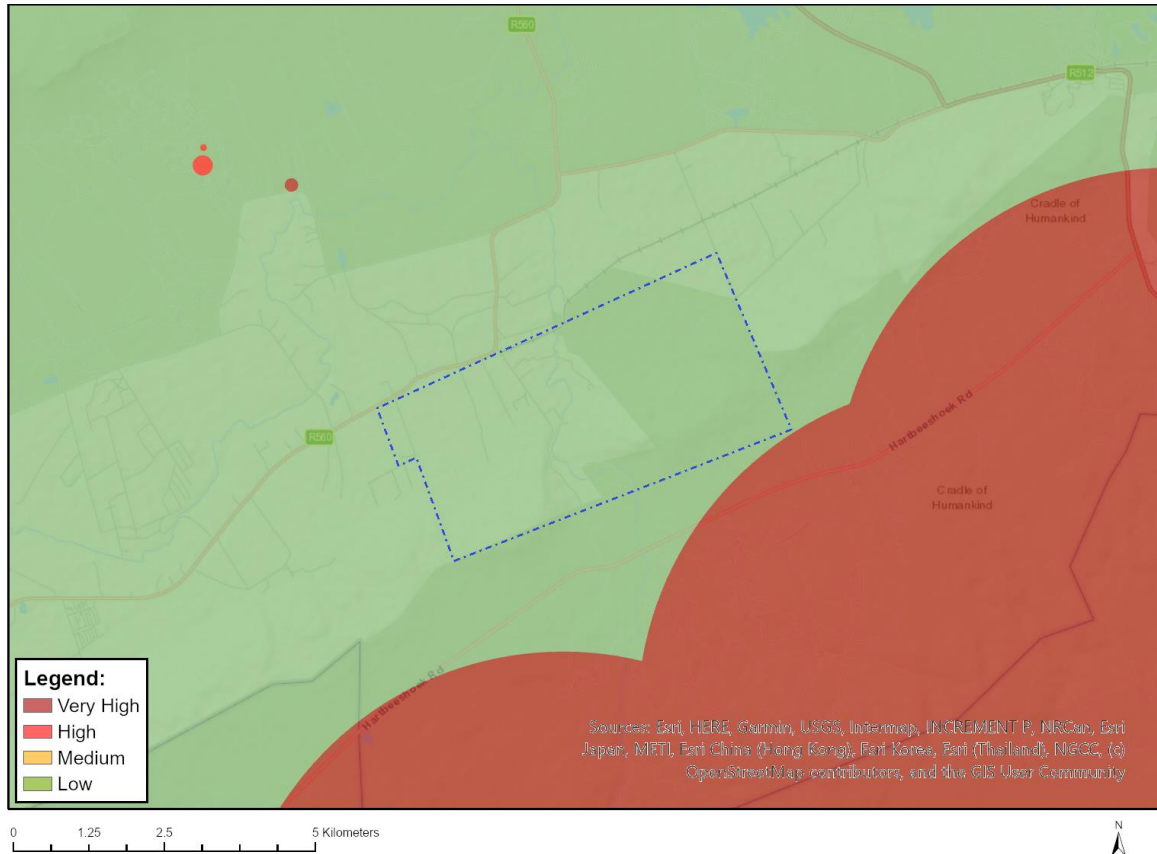 R560
R512
Cradle of
Humankind
Hartbeeshoek Rd
R560
Cradle of
Humankind
Hartbeeshoek Rd
Legend:
Very High
High
Medium
Low
Sources: Esri, HERE, Garmin, USGS, Intermap, INCREMENT P, NRCan, Esri
Japan, METI, Esri China (Hong Kong), Esri Korea, Esri (Thailand), NGCC, (c)
OpenStreetMap contributors, and the GIS User Community
0 1.25 2.5 5 Kilometers
N